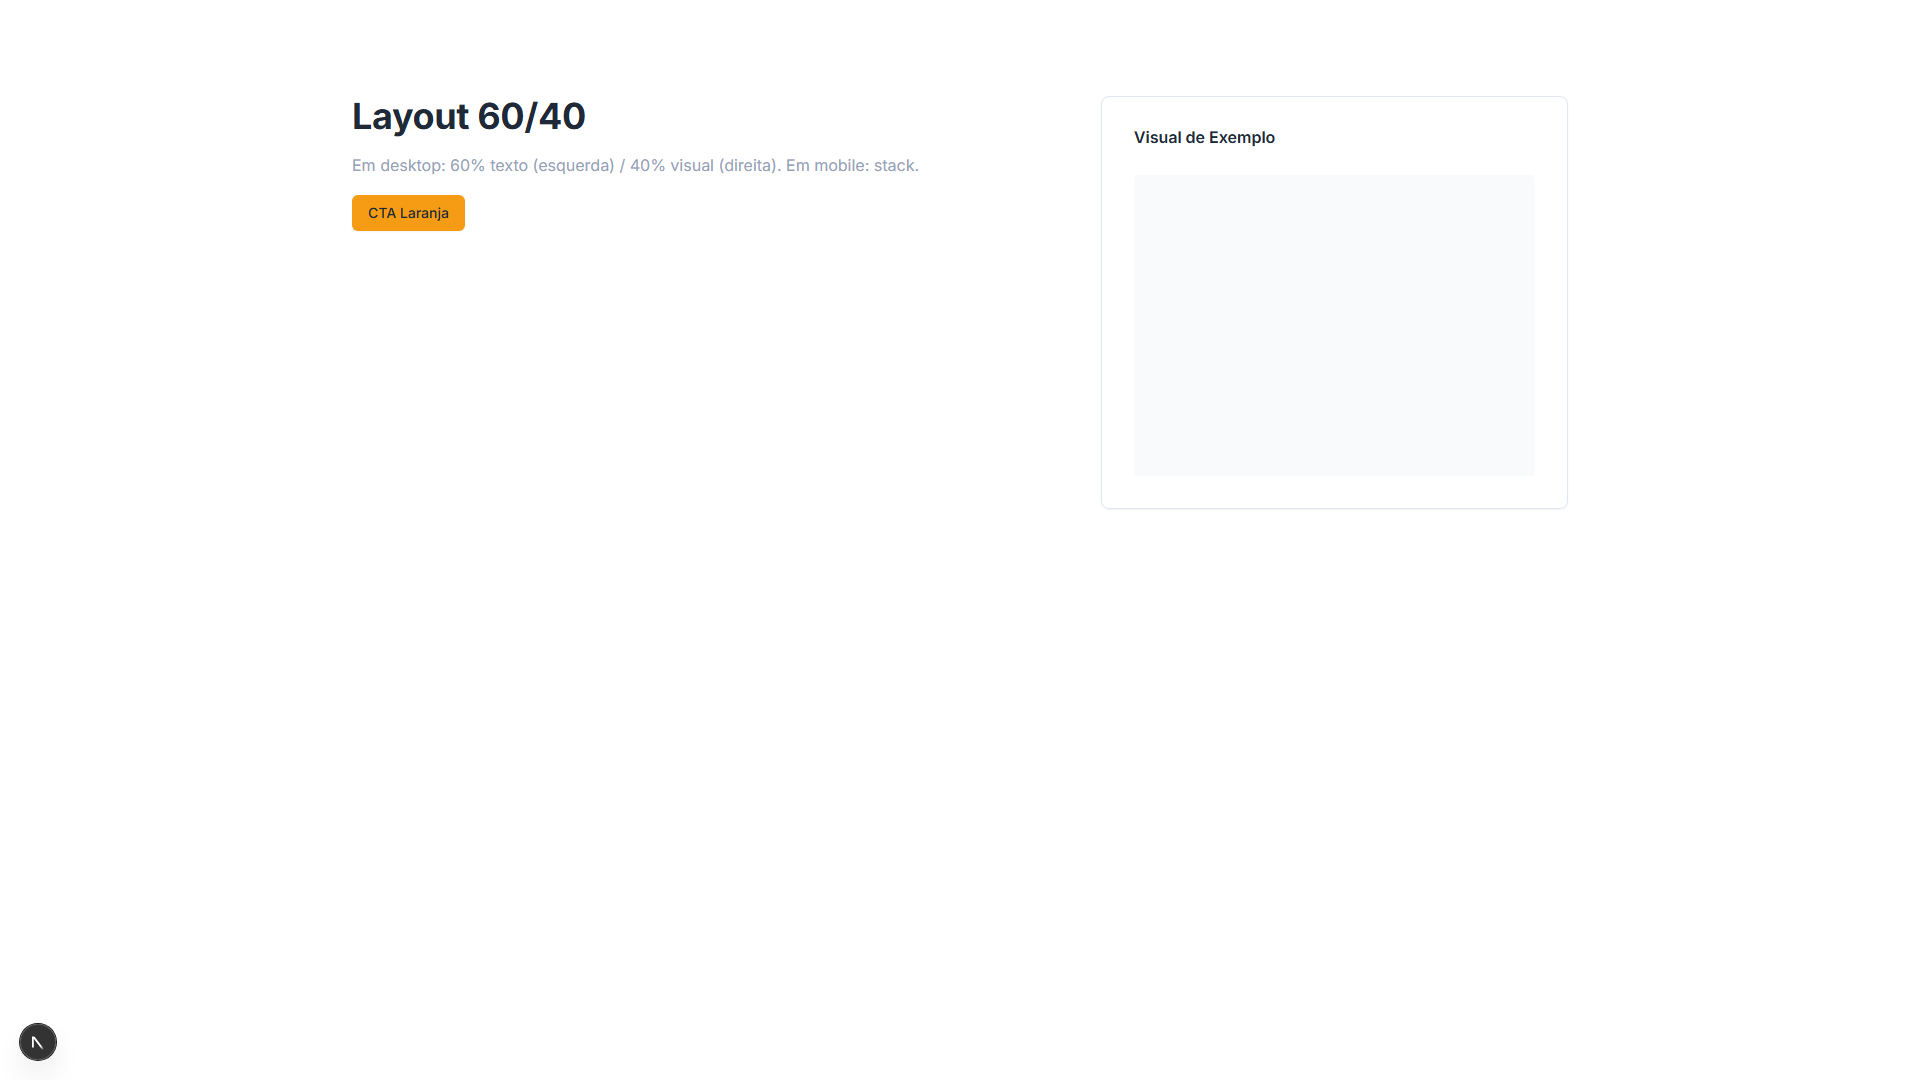 Layout 60/40
Em desktop: 60% texto (esquerda) / 40% visual (direita). Em mobile: stack.
CTA Laranja
Visual de Exemplo